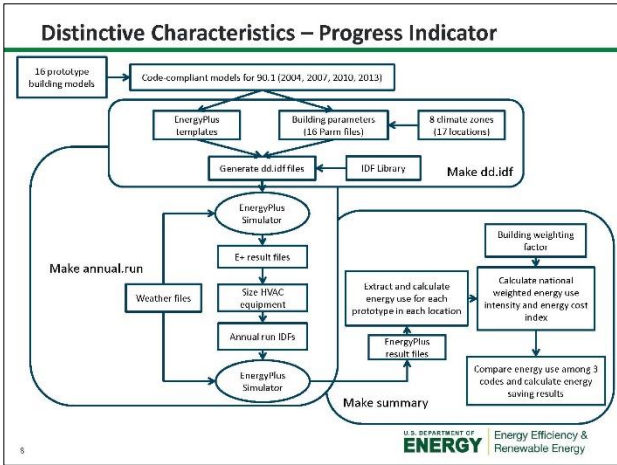 Distinctive Characteristics – Progress Indicator
16 prototype
building models
Code-compliant models for 90.1 (2004, 2007, 2010, 2013)
EnergyPlus
templates
Building parameters
(16 Parm files)
8 climate zones
(17 locations)
Generate dd.idf files
IDF Library
Make dd.idf
EnergyPlus
Simulator
E+ result files
Make annual.run
Weather files
Size HVAC
equipment
Annual run IDFs
EnergyPlus
Simulator
Building weighting
factor
Extract and calculate
energy use for each
prototype in each location
Calculate national
weighted energy use
intensity and energy cost
index
EnergyPlus
result files
Compare energy use among 3
codes and calculate energy
saving results
Make summary
U.S. DEPARTMENT OF
ENERGY
Energy Efficiency &
Renewable Energy